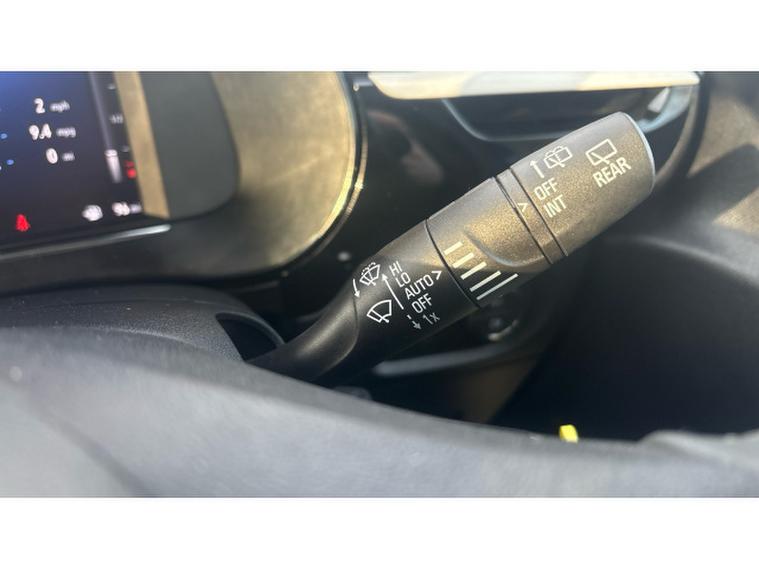 2 mph
9.4 mpg
0 mi
HI
LO
AUTO >
OFF
1x
OFF
> INT
REAR